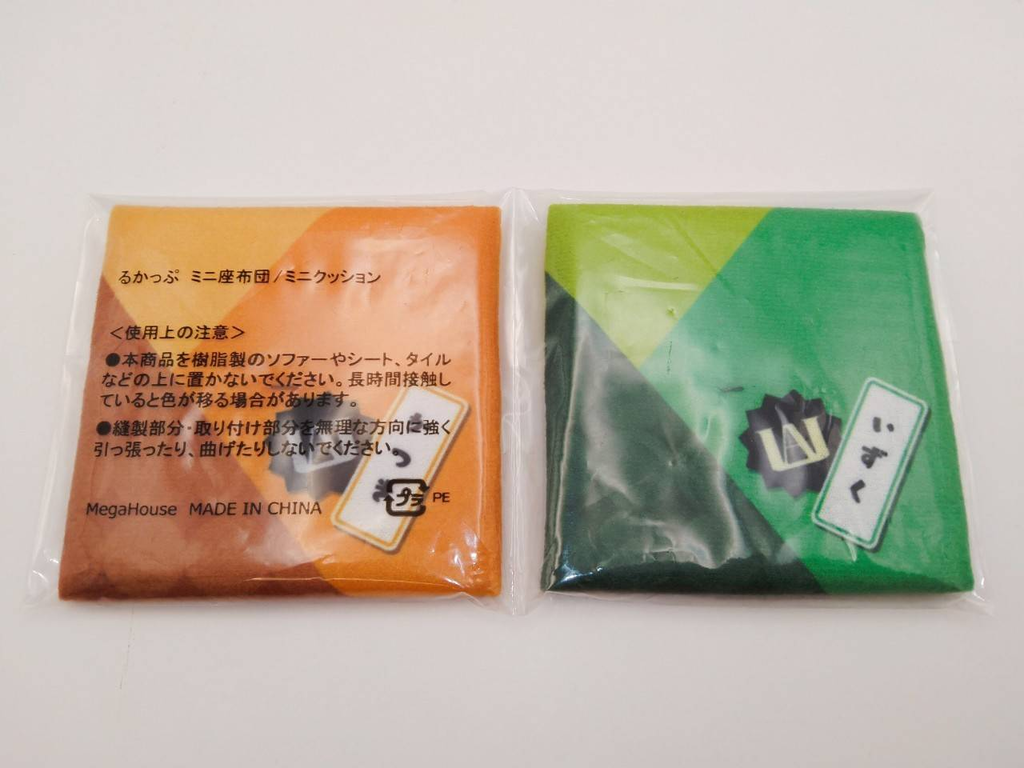 るかっぷ ミニ座布団/ミニクッション
＜使用上の注意＞
●本商品を樹脂製のソファーやシート、タイル
などの上に置かないでください。長時間接触し
ていると色が移る場合があります。
●縫製部分・取り付け部分を無理な方向に強く
引っ張ったり、曲げたりしないでください。
MegaHouse MADE IN CHINA
プラ PE
いずく